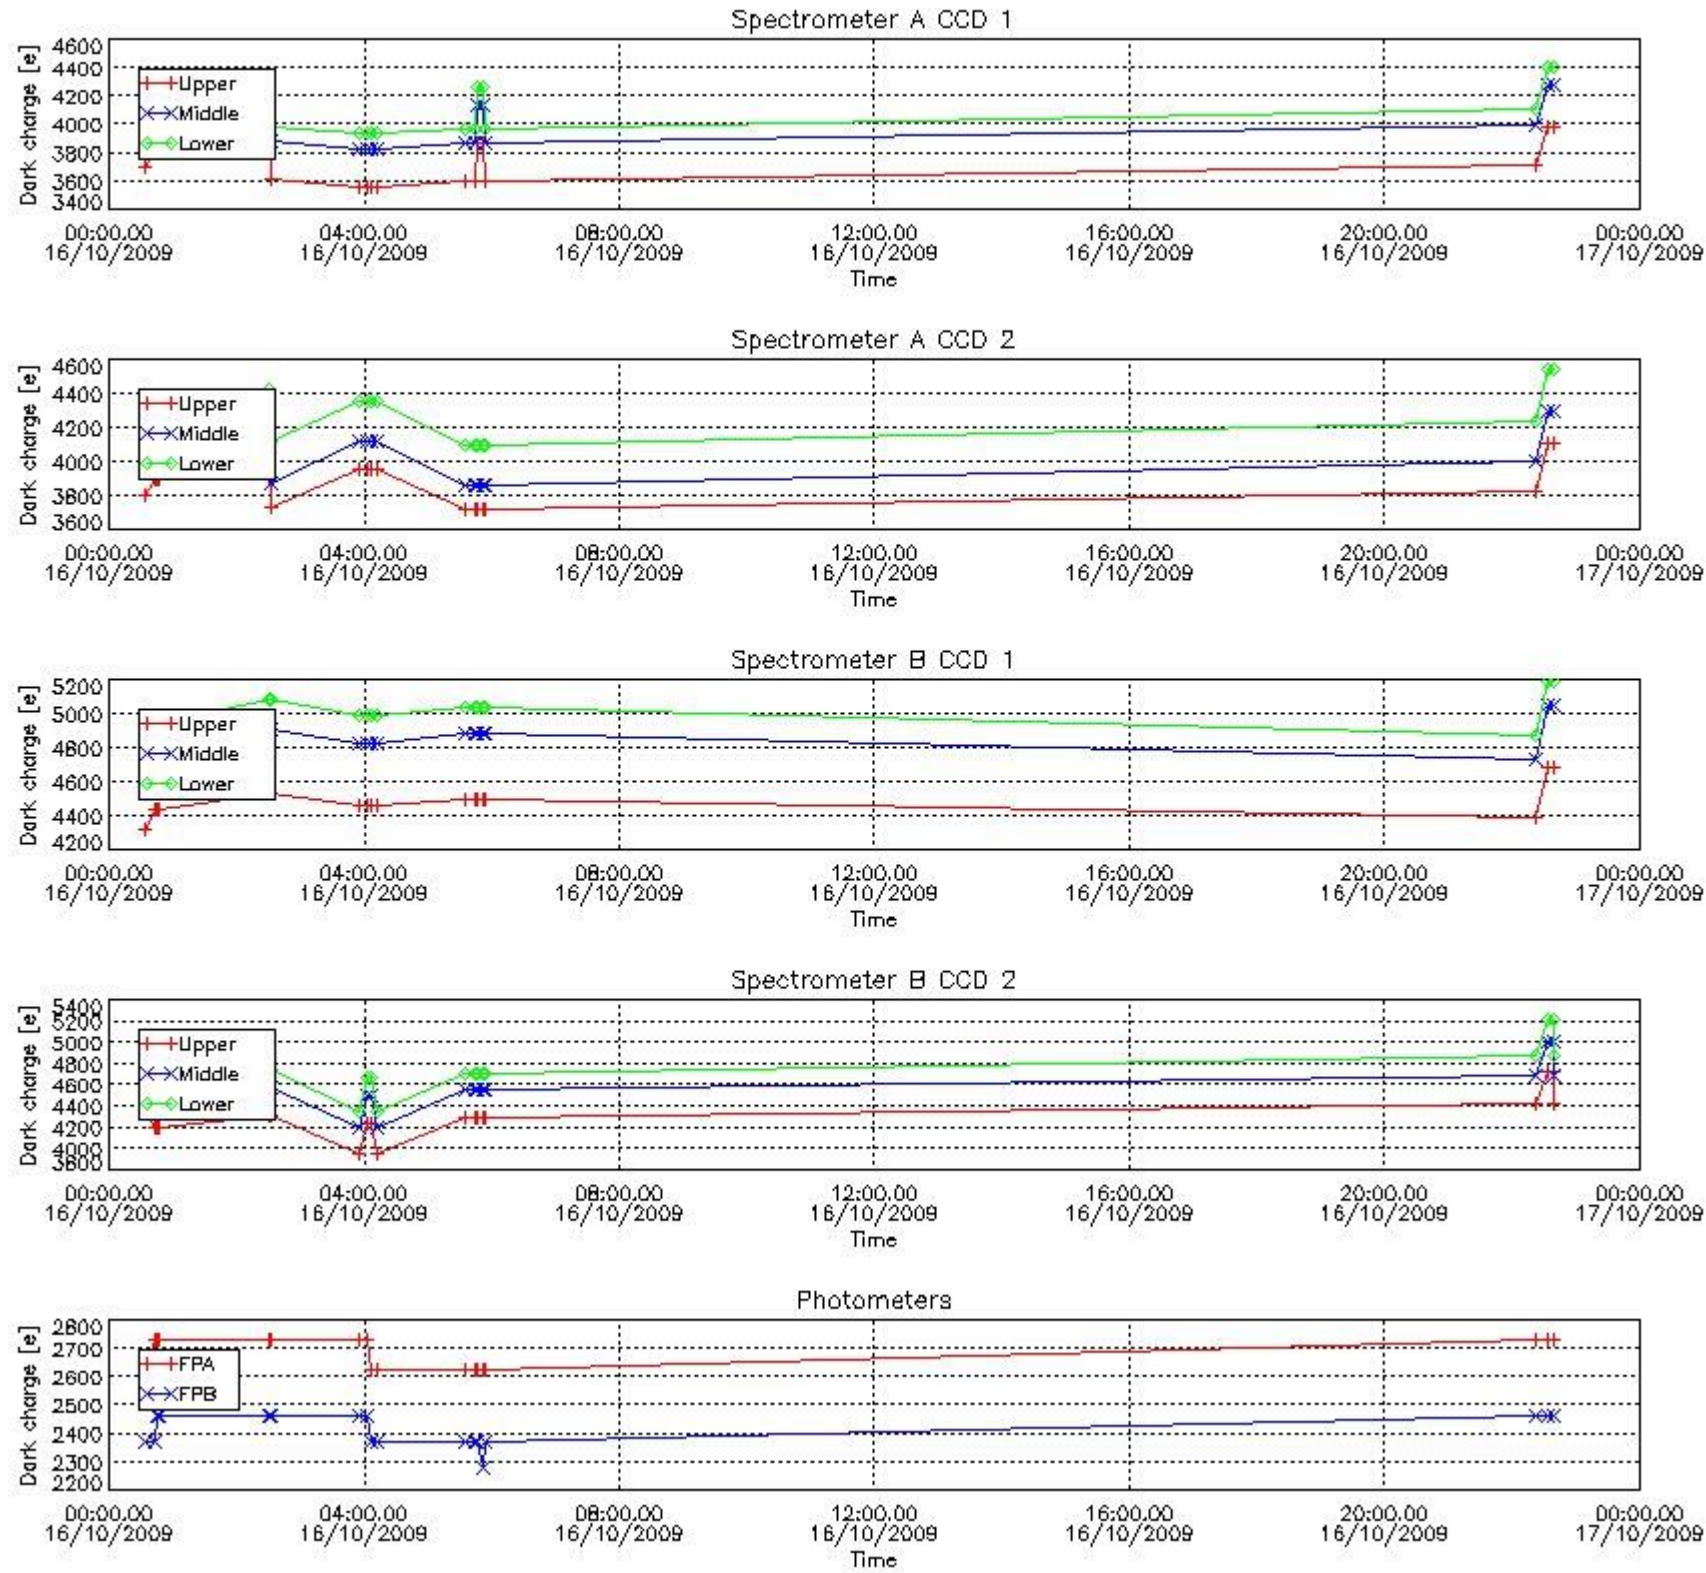 Spectrometer A CCD 1
Dark charge [e]
4600
4400
4200
4000
3800
3600
3400
Upper
Middle
Lower
00:00.00 04:00.00 08:00.00 12:00.00 16:00.00 20:00.00 00:00.00
16/10/2009 16/10/2009 16/10/2009 16/10/2009 16/10/2009 16/10/2009 17/10/2009
Time
Spectrometer A CCD 2
Dark charge [e]
4600
4400
4200
4000
3800
3600
Upper
Middle
Lower
00:00.00 04:00.00 08:00.00 12:00.00 16:00.00 20:00.00 00:00.00
16/10/2009 16/10/2009 16/10/2009 16/10/2009 16/10/2009 16/10/2009 17/10/2009
Time
Spectrometer B CCD 1
Dark charge [e]
5200
5000
4800
4600
4400
4200
Upper
Middle
Lower
00:00.00 04:00.00 08:00.00 12:00.00 16:00.00 20:00.00 00:00.00
16/10/2009 16/10/2009 16/10/2009 16/10/2009 16/10/2009 16/10/2009 17/10/2009
Time
Spectrometer B CCD 2
Dark charge [e]
5400
5200
5000
4800
4600
4400
4200
4000
3800
Upper
Middle
Lower
00:00.00 04:00.00 08:00.00 12:00.00 16:00.00 20:00.00 00:00.00
16/10/2009 16/10/2009 16/10/2009 16/10/2009 16/10/2009 16/10/2009 17/10/2009
Time
Photometers
Dark charge [e]
2800
2700
2600
2500
2400
2300
2200
FPA
FPB
00:00.00 04:00.00 08:00.00 12:00.00 16:00.00 20:00.00 00:00.00
16/10/2009 16/10/2009 16/10/2009 16/10/2009 16/10/2009 16/10/2009 17/10/2009
Time